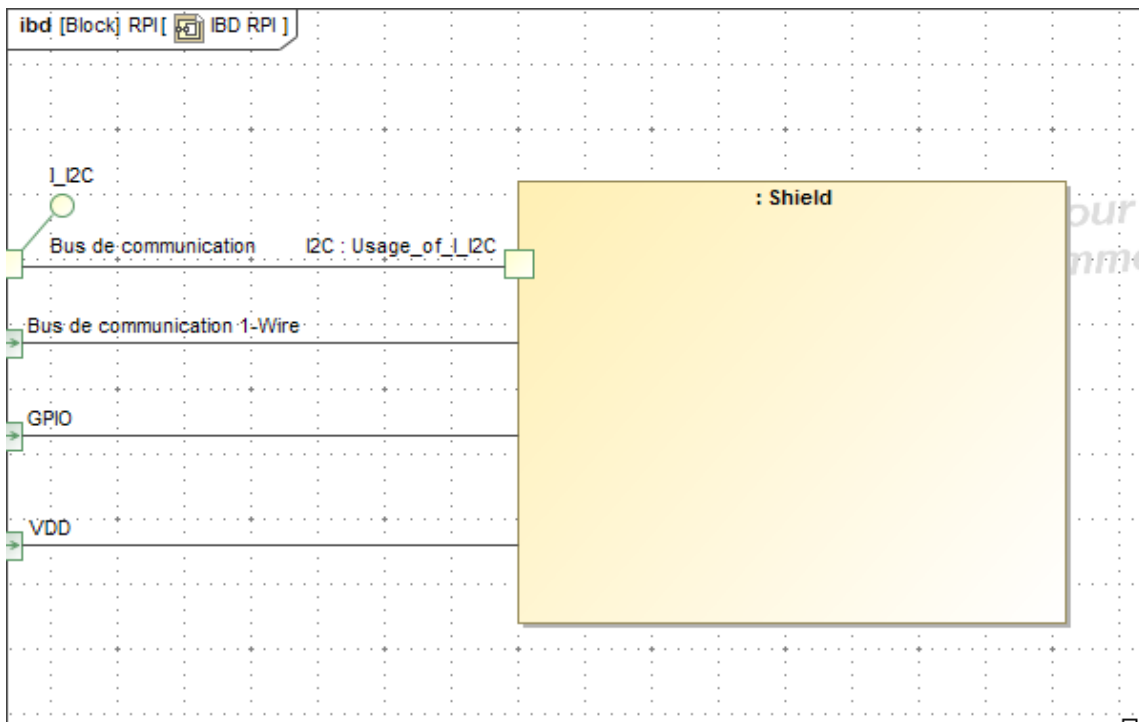 ibd [Block] RPI [ IBD RPI ]
I_I2C
: Shield
our
Bus de communication
I2C : Usage_of_I_I2C
Bus de communication 1-Wire
GPIO
VDD